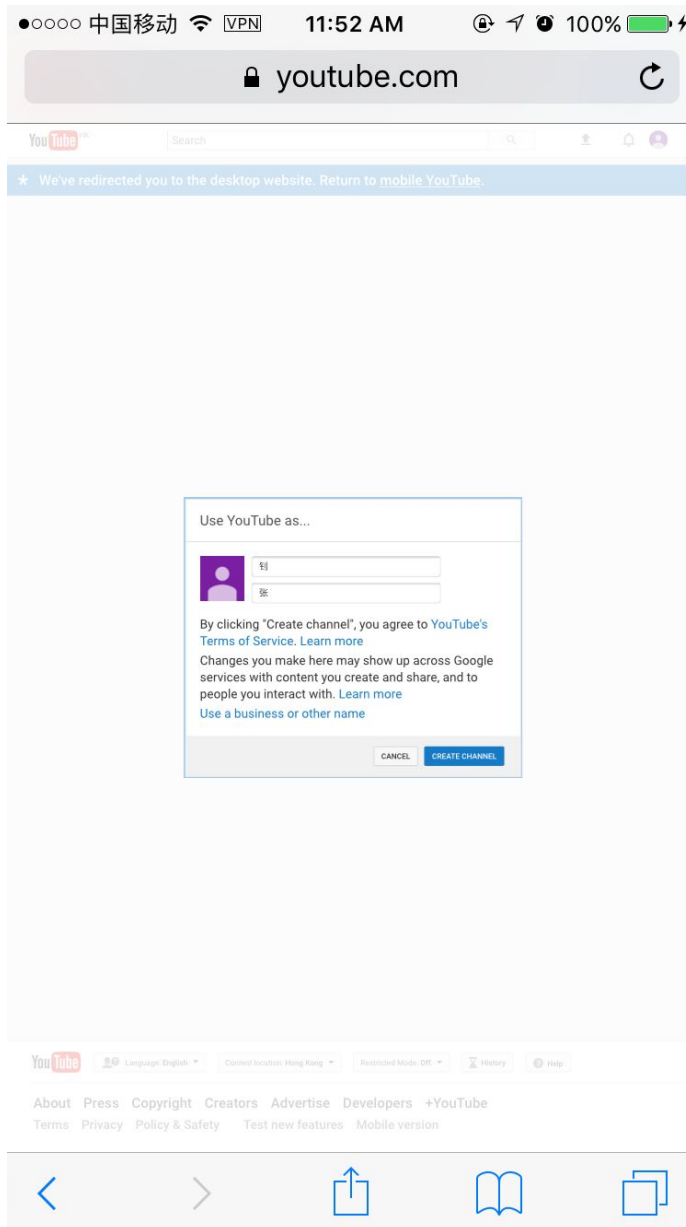 中国移动 VPN 11:52 AM 100%
youtube.com
YouTube HK Search
We've redirected you to the desktop website. Return to mobile YouTube.
Use YouTube as...
钊
张
By clicking "Create channel", you agree to YouTube's
Terms of Service. Learn more
Changes you make here may show up across Google
services with content you create and share, and to
people you interact with. Learn more
Use a business or other name
CANCEL CREATE CHANNEL
YouTube Language: English Content location: Hong Kong Restricted Mode: Off History Help
About Press Copyright Creators Advertise Developers +YouTube
Terms Privacy Policy & Safety Test new features Mobile version